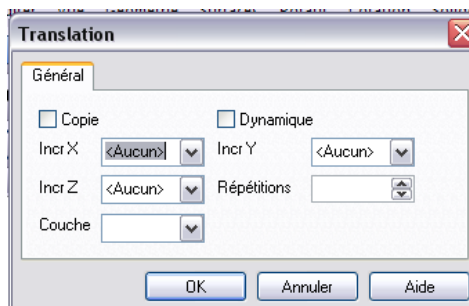 Translation
Général
Copie Dynamique
Incr X <Aucun> Incr Y <Aucun>
Incr Z <Aucun> Répétitions
Couche
OK Annuler Aide